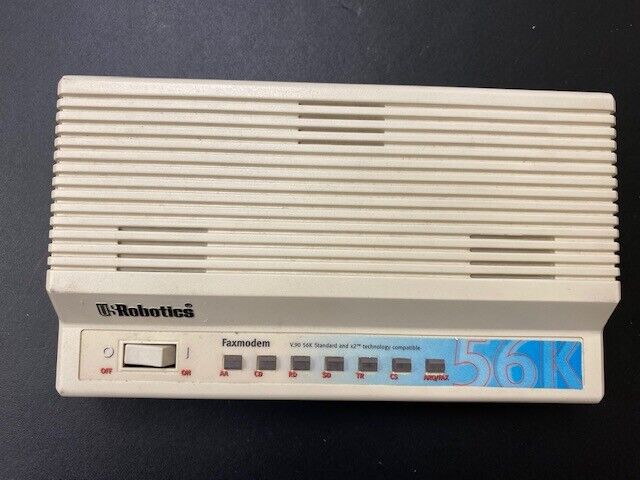 USRobotics®
Faxmodem V.90 56K Standard and x2™ technology compatible
56K
OFF ON AA CD RD SD TR CS ARQ/FAX